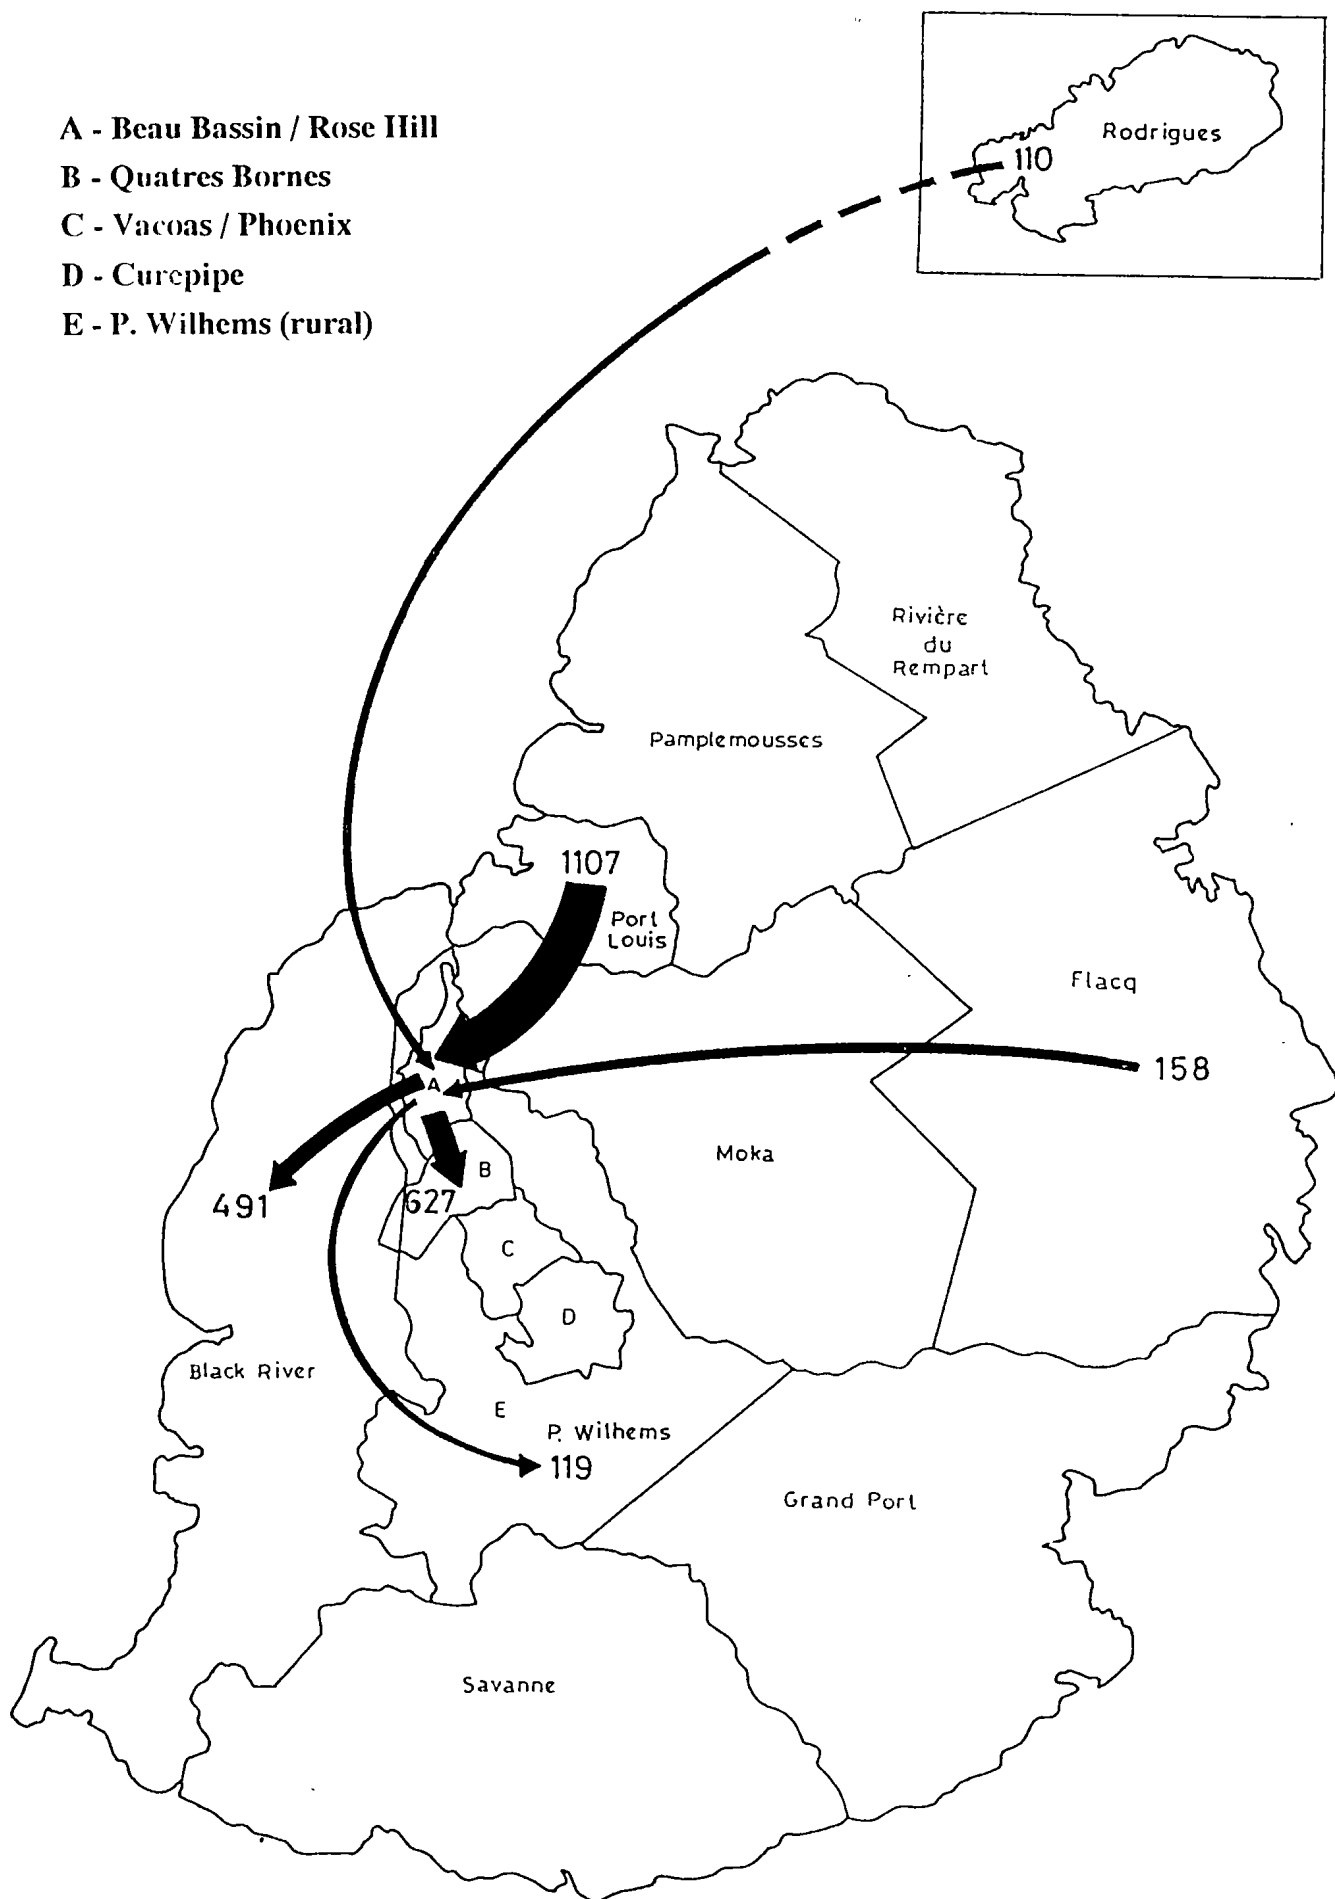 A - Beau Bassin / Rose Hill
B - Quatres Bornes
C - Vacoas / Phoenix
D - Curepipe
E - P. Wilhems (rural)
Rodrigues
110
Rivière
du
Rempart
Pamplemousses
1107
Port
Louis
Flacq
158
A
Moka
B
491
627
C
D
Black River
E
P. Wilhems
119
Grand Port
Savanne